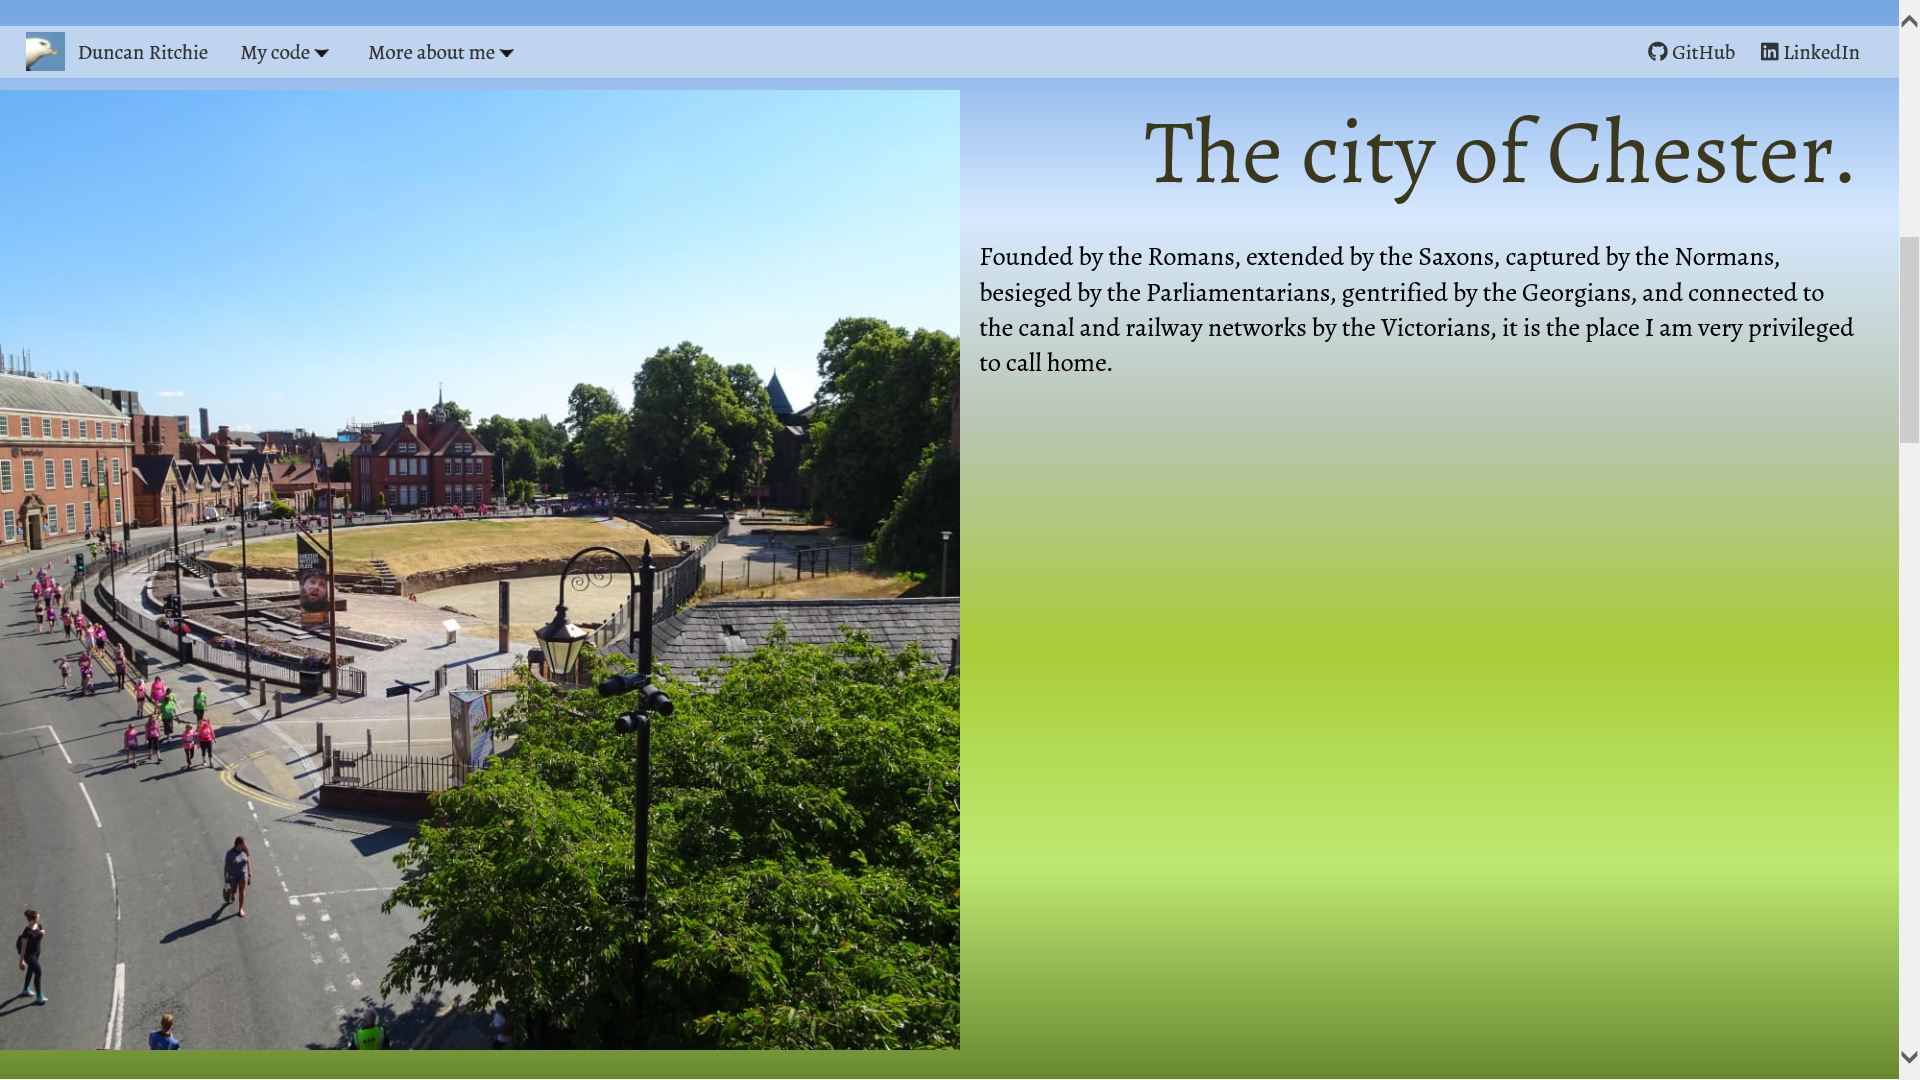 Duncan Ritchie My code More about me GitHub LinkedIn
The city of Chester.
Founded by the Romans, extended by the Saxons, captured by the Normans,
besieged by the Parliamentarians, gentrified by the Georgians, and connected to
the canal and railway networks by the Victorians, it is the place I am very privileged
to call home.